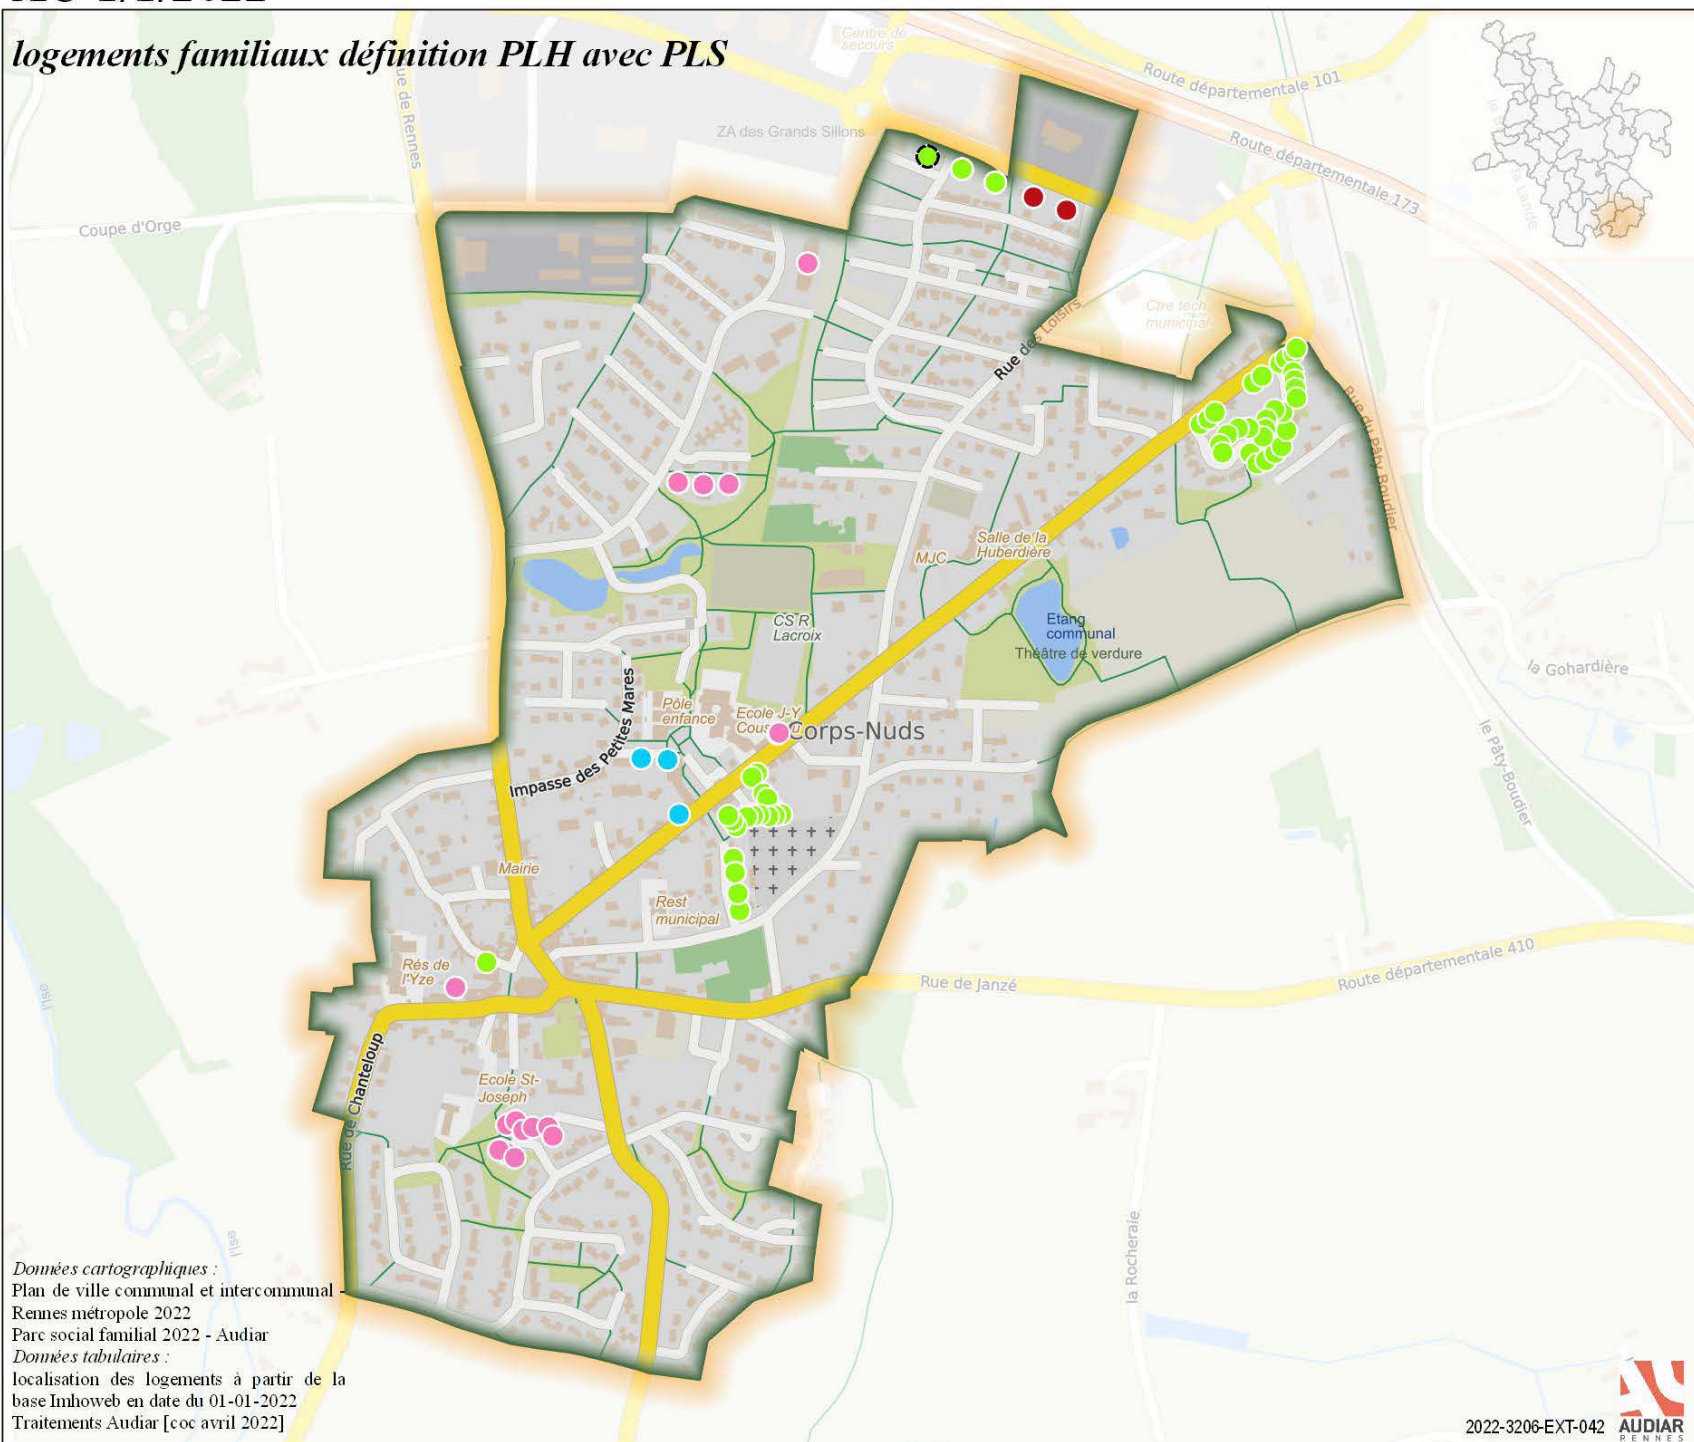 logements familiaux définition PLH avec PLS
Centre de
secours
Route départementale 101
rue de Rennes
ZA des Grands Sillons
Route départementale 173
la Lande
Coupe d'Orge
Ctre tech
municipal
Rue des Loisirs
Rue du Pâty Boudier
Salle de la
Huberdière
MJC
Etang
communal
Théâtre de verdure
CS R
Lacroix
la Gohardière
Impasse des Petites Mares
Pôle
enfance
Ecole J-Y
Corps-Nuds
le Pâty-Boudier
Mairie
Rest
municipal
Rés de
l'Yze
Rue de Janzé
Route départementale 410
l'Ise
Rue de Chanteloup
Ecole St-
Joseph
la Rocheraie
l'Ise
Données cartographiques :
Plan de ville communal et intercommunal -
Rennes métropole 2022
Parc social familial 2022 - Audiar
Données tabulaires :
localisation des logements à partir de la
base Imhoweb en date du 01-01-2022
Traitements Audiar [coc avril 2022]
2022-3206-EXT-042
AUDIAR
RENNES